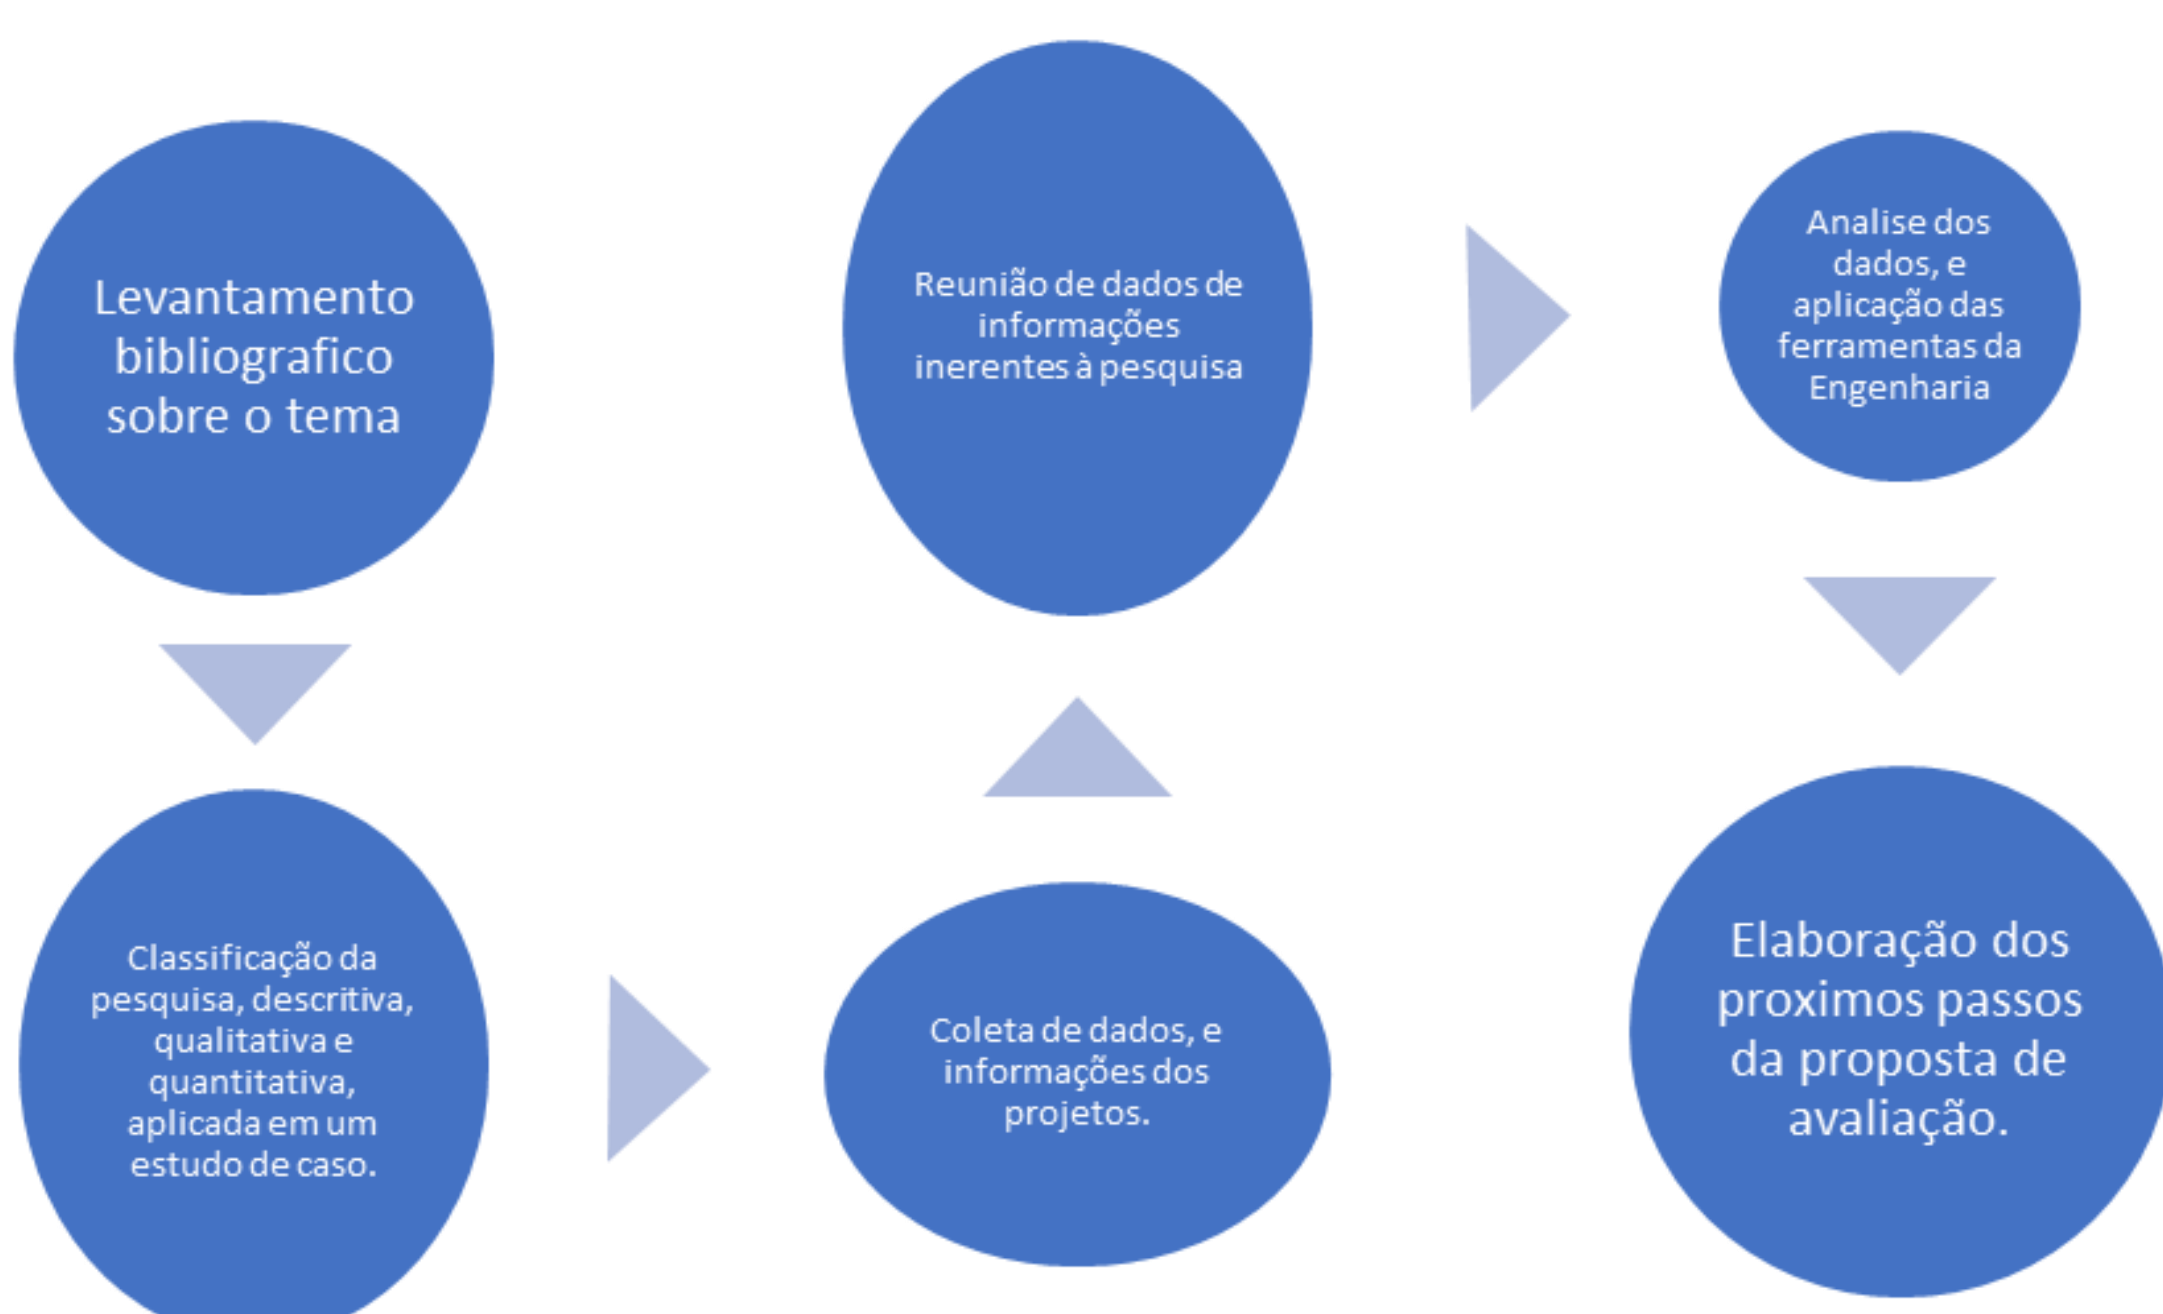 Levantamento
bibliografico
sobre o tema
Classificação da
pesquisa, descritiva,
qualitativa e
quantitativa,
aplicada em um
estudo de caso.
Coleta de dados, e
informações dos
projetos.
Reunião de dados de
informações
inerentes à pesquisa
Analise dos
dados, e
aplicação das
ferramentas da
Engenharia
Elaboração dos
proximos passos
da proposta de
avaliação.